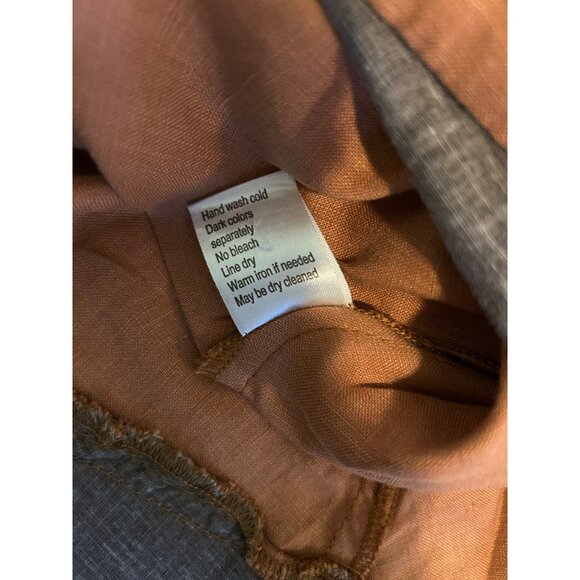 Hand wash cold
Dark colors
separately
No bleach
Line dry
Warm iron if needed
May be dry cleaned